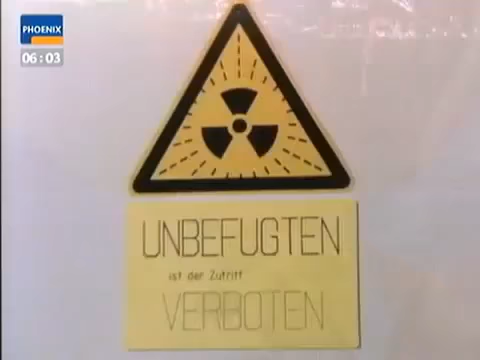 PHOENIX
06:03
UNBEFUGTEN
ist der Zutritt
VERBOTEN